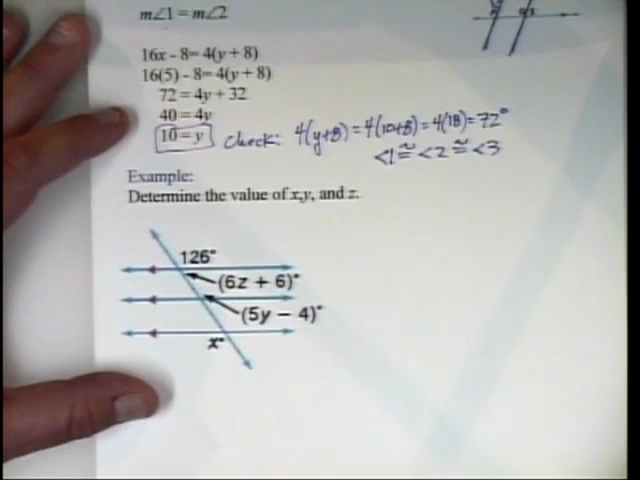 m∠1 = m∠2
16x - 8= 4(y + 8)
16(5) - 8= 4(y + 8)
72 = 4y + 32
40 = 4y
10 = y check: 4(y+8) = 4(10+8) = 4(18) = 72°
<1 ≅ <2 ≅ <3
Example:
Determine the value of x,y, and z.
126°
(6z + 6)°
(5y − 4)°
x°